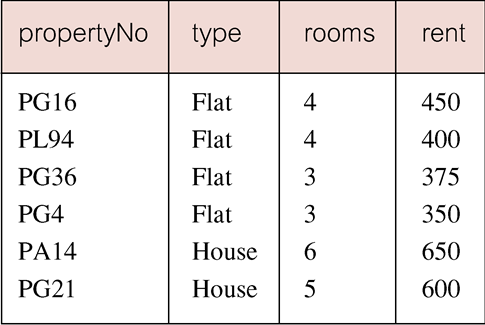 propertyNo type rooms rent
PG16 Flat 4 450
PL94 Flat 4 400
PG36 Flat 3 375
PG4 Flat 3 350
PA14 House 6 650
PG21 House 5 600